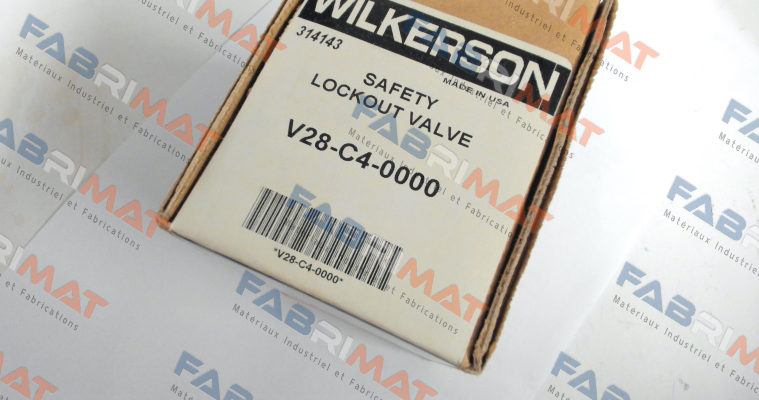 WILKERSON
314143
MADE IN USA
SAFETY
LOCKOUT VALVE
V28-C4-0000
"V28-C4-0000"
FABRIMAT
Matériaux Industriel et Fabrications